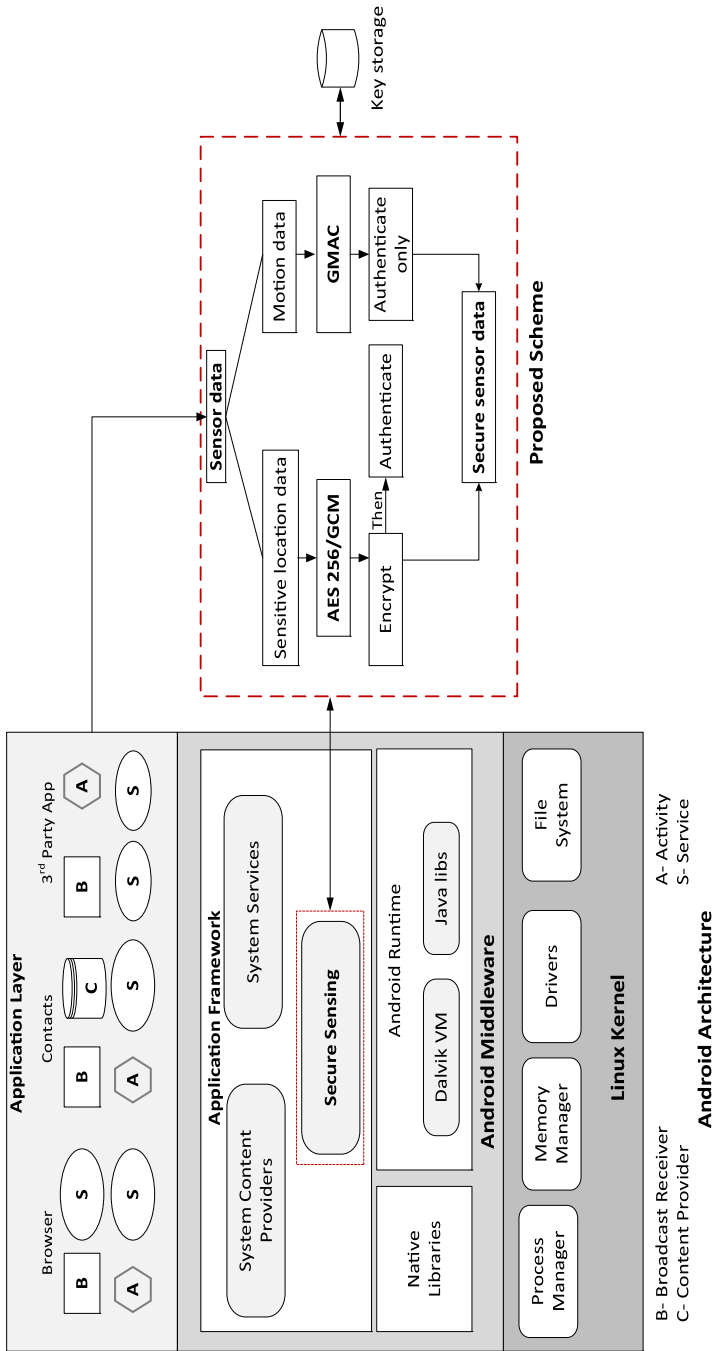 Application Layer
Browser
B
S
A
S
Contacts
B
C
A
S
3rd Party App
B
A
S
S
Application Framework
System Content
Providers
System Services
Secure Sensing
Native
Libraries
Android Runtime
Dalvik VM
Java libs
Android Middleware
Process
Manager
Memory
Manager
Drivers
File
System
Linux Kernel
B- Broadcast Receiver
C- Content Provider
A- Activity
S- Service
Android Architecture
Sensor data
Sensitive location data
Motion data
AES 256/GCM
GMAC
Encrypt
Then
Authenticate
Authenticate
only
Secure sensor data
Proposed Scheme
Key storage